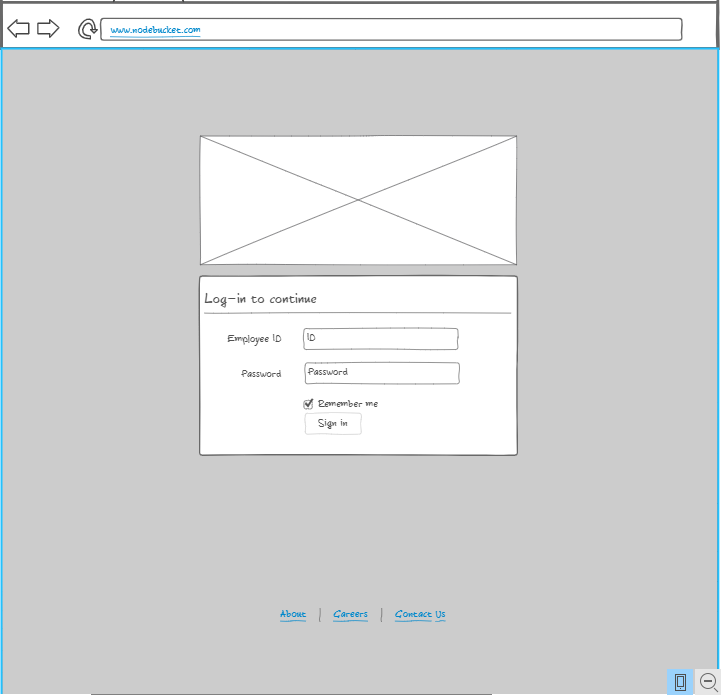 www.nodebucket.com
Log-in to continue
Employee ID ID
Password Password
Remember me
Sign in
About | Careers | Contact Us